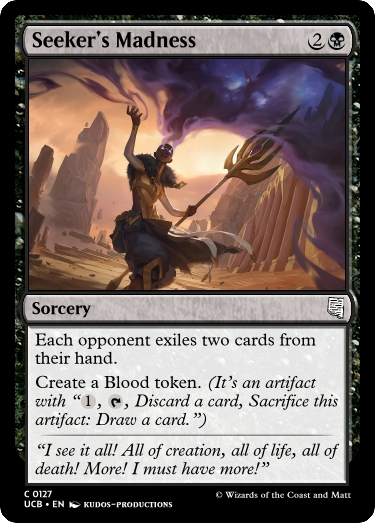 Seeker's Madness 2
Sorcery
Each opponent exiles two cards from
their hand.
Create a Blood token. (It's an artifact
with “1, , Discard a card, Sacrifice this
artifact: Draw a card.”)
“I see it all! All of creation, all of life, all of
death! More! I must have more!”
C 0127
UCB • EN KUDOS-PRODUCTIONS
© Wizards of the Coast and Matt